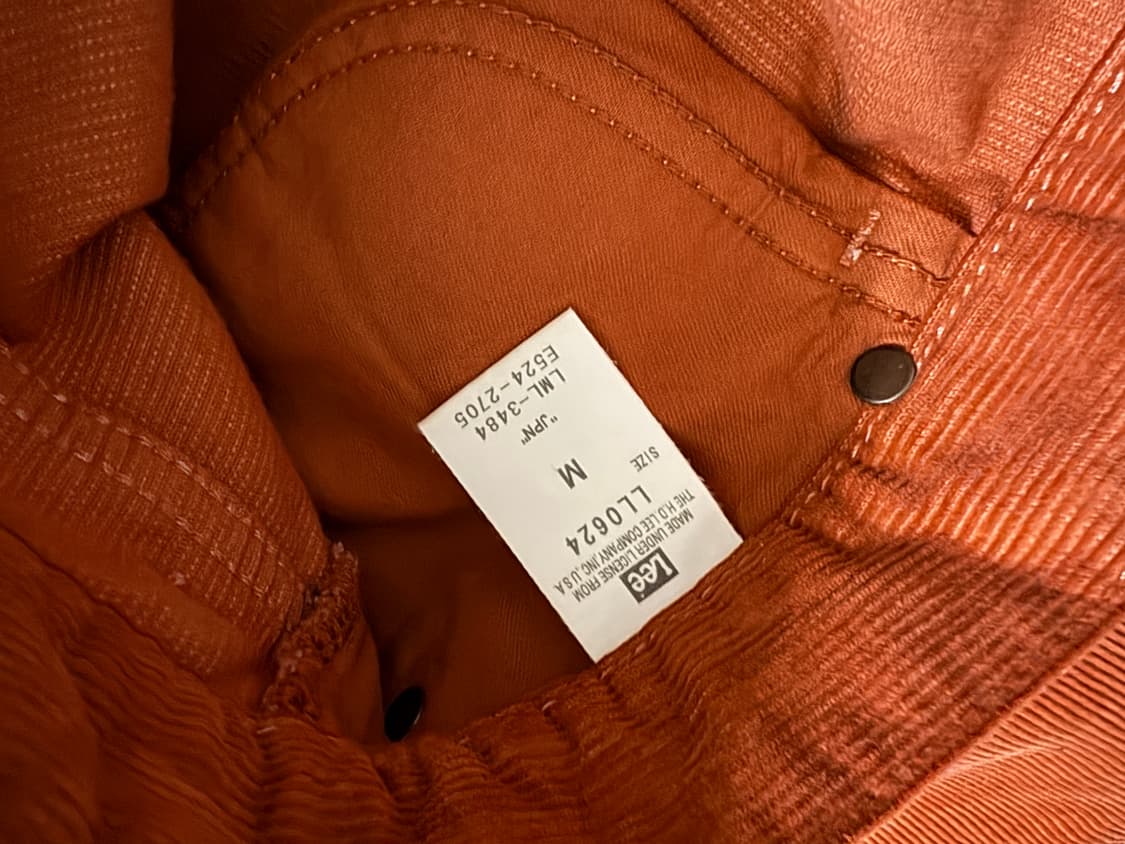 Lee
MADE UNDER LICENSE FROM
THE H.D. LEE COMPANY,INC.,U.S.A
LL0624
SIZE
M
"JPN"
LML-3484
E524-2705